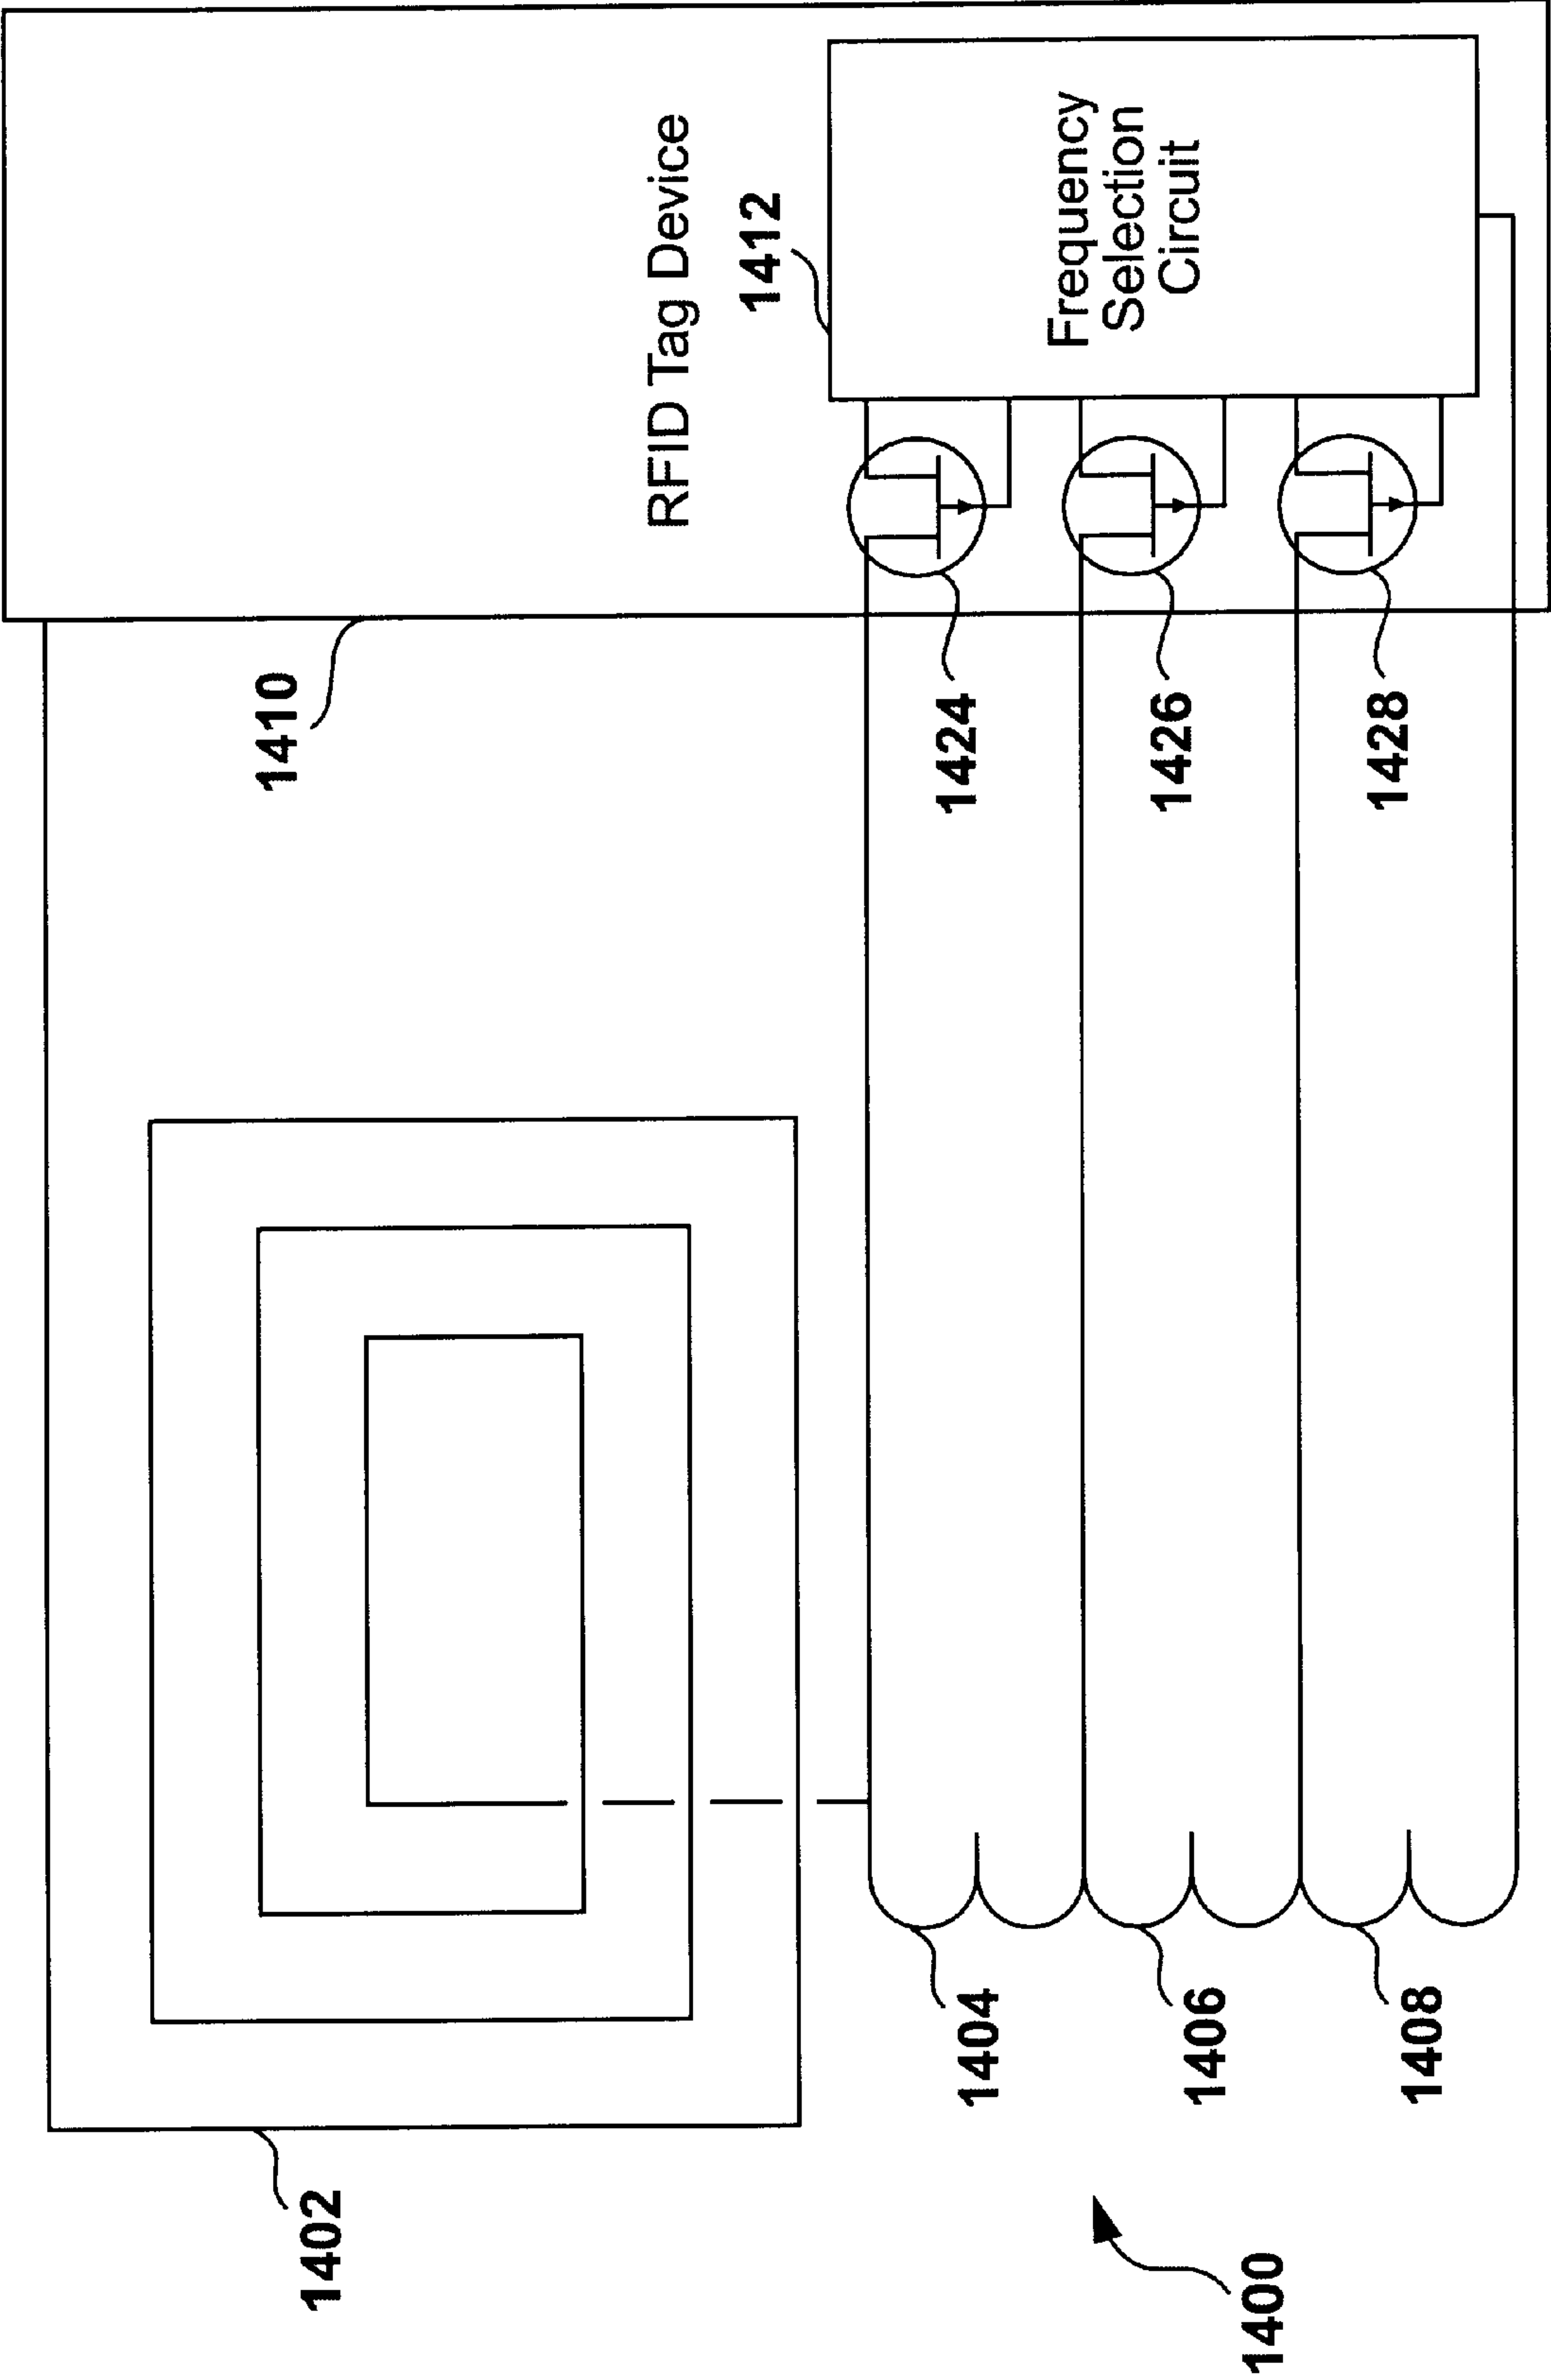 RFID Tag Device
1412
Frequency
Selection
Circuit
1410
1424
1426
1428
1404
1406
1408
1402
1400